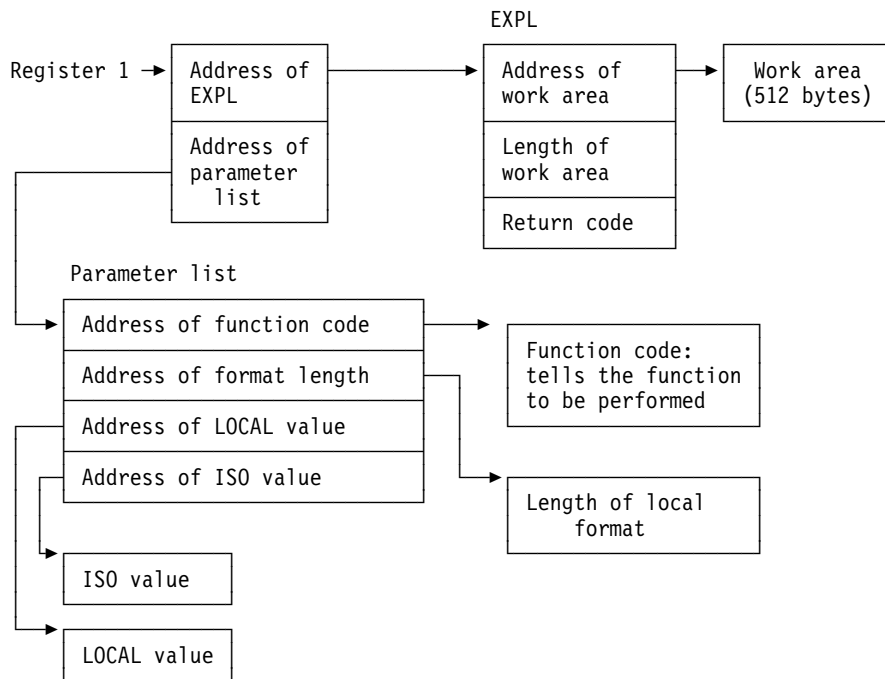 EXPL
Register 1
Address of
EXPL
Address of
parameter
list
Address of
work area
Length of
work area
Return code
Work area
(512 bytes)
Parameter list
Address of function code
Address of format length
Address of LOCAL value
Address of ISO value
Function code:
tells the function
to be performed
Length of local
format
ISO value
LOCAL value